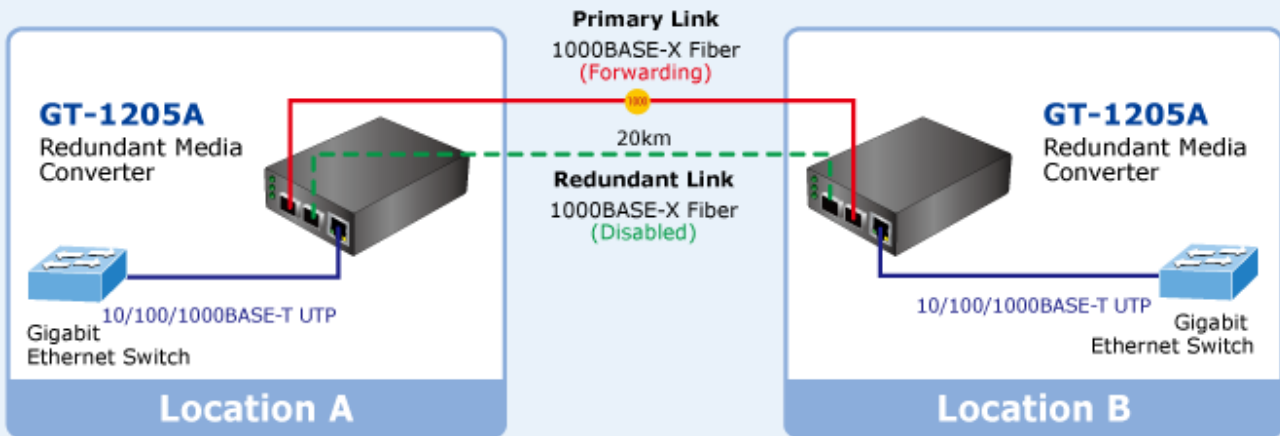 Primary Link
1000BASE-X Fiber
(Forwarding)
1000
20km
Redundant Link
1000BASE-X Fiber
(Disabled)
GT-1205A
Redundant Media
Converter
10/100/1000BASE-T UTP
Gigabit
Ethernet Switch
Location A
GT-1205A
Redundant Media
Converter
10/100/1000BASE-T UTP
Gigabit
Ethernet Switch
Location B